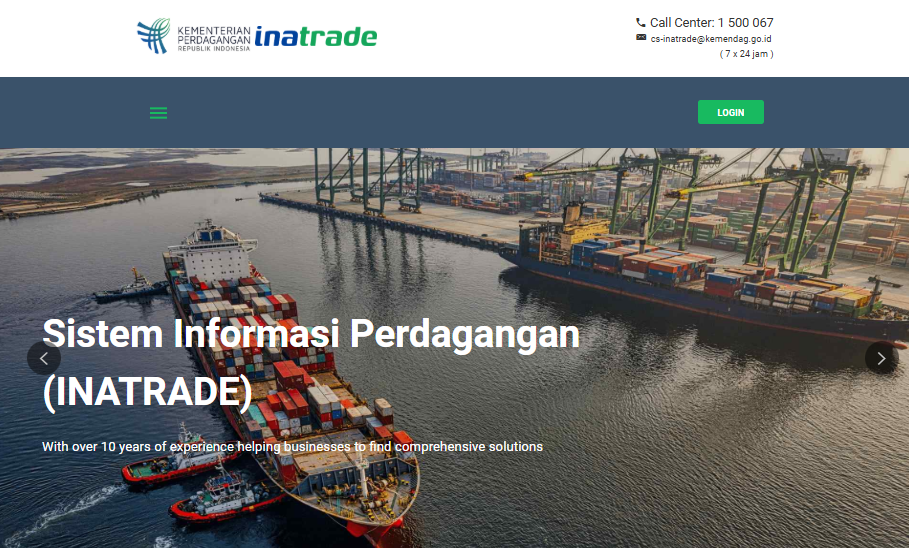 KEMENTERIAN
PERDAGANGAN
REPUBLIK INDONESIA
inatrade
Call Center: 1 500 067
cs-inatrade@kemendag.go.id
( 7 x 24 jam )
LOGIN
Sistem Informasi Perdagangan
(INATRADE)
With over 10 years of experience helping businesses to find comprehensive solutions